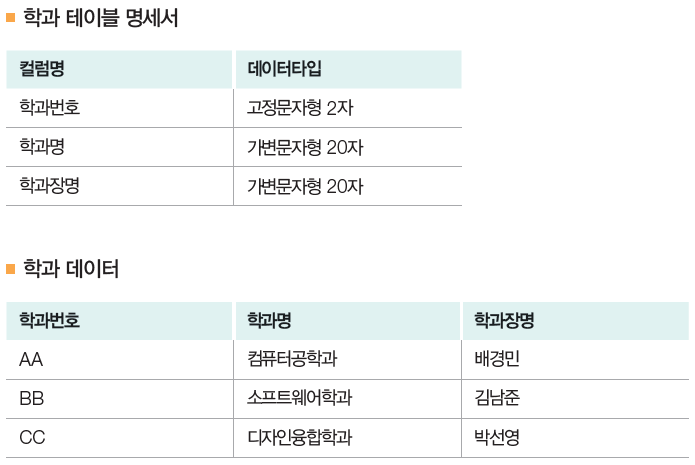 학과 테이블 명세서
컬럼명 데이터타입
학과번호 고정문자형 2자
학과명 가변문자형 20자
학과장명 가변문자형 20자
학과 데이터
학과번호 학과명 학과장명
AA 컴퓨터공학과 배경민
BB 소프트웨어학과 김남준
CC 디자인융합학과 박선영